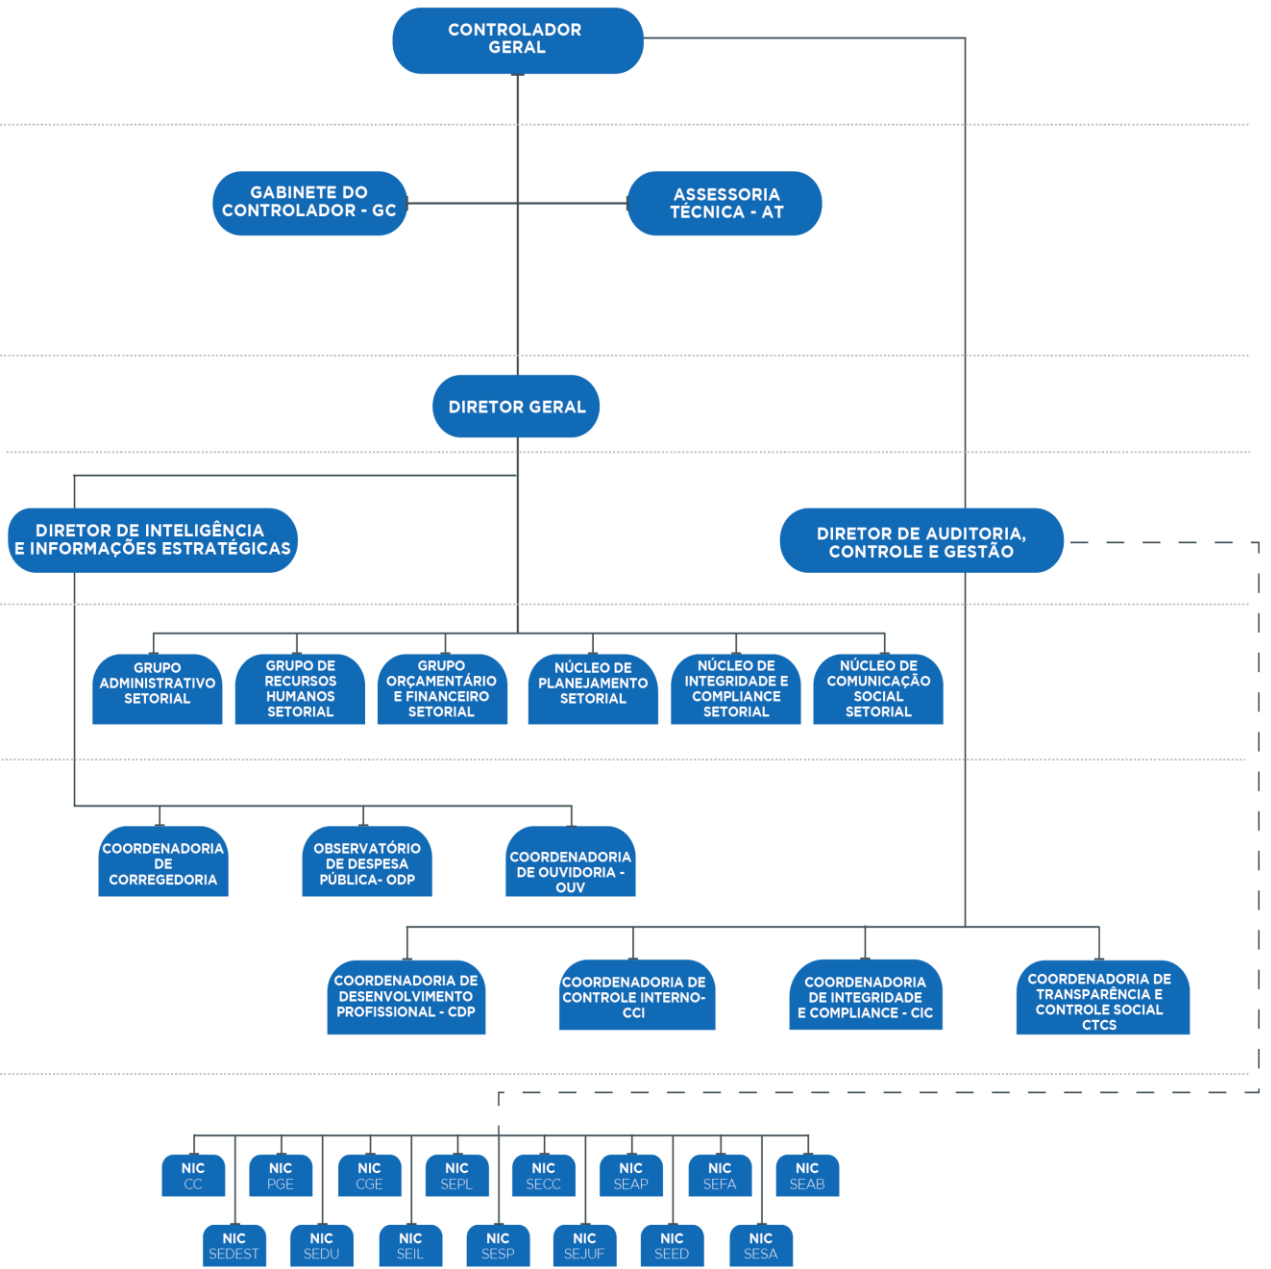 CONTROLADOR
GERAL
GABINETE DO
CONTROLADOR - GC
ASSESSORIA
TÉCNICA - AT
DIRETOR GERAL
DIRETOR DE INTELIGÊNCIA
E INFORMAÇÕES ESTRATÉGICAS
DIRETOR DE AUDITORIA,
CONTROLE E GESTÃO
GRUPO
ADMINISTRATIVO
SETORIAL
GRUPO DE
RECURSOS
HUMANOS
SETORIAL
GRUPO
ORÇAMENTÁRIO
E FINANCEIRO
SETORIAL
NÚCLEO DE
PLANEJAMENTO
SETORIAL
NÚCLEO DE
INTEGRIDADE E
COMPLIANCE
SETORIAL
NÚCLEO DE
COMUNICAÇÃO
SOCIAL
SETORIAL
COORDENADORIA
DE
CORREGEDORIA
OBSERVATÓRIO
DE DESPESA
PÚBLICA- ODP
COORDENADORIA
DE OUVIDORIA -
OUV
COORDENADORIA DE
DESENVOLVIMENTO
PROFISSIONAL - CDP
COORDENADORIA DE
CONTROLE INTERNO-
CCI
COORDENADORIA
DE INTEGRIDADE
E COMPLIANCE - CIC
COORDENADORIA DE
TRANSPARÊNCIA E
CONTROLE SOCIAL
CTCS
NIC
CC
NIC
PGE
NIC
CGE
NIC
SEPL
NIC
SECC
NIC
SEAP
NIC
SEFA
NIC
SEAB
NIC
SEDEST
NIC
SEDU
NIC
SEIL
NIC
SESP
NIC
SEJUF
NIC
SEED
NIC
SESA